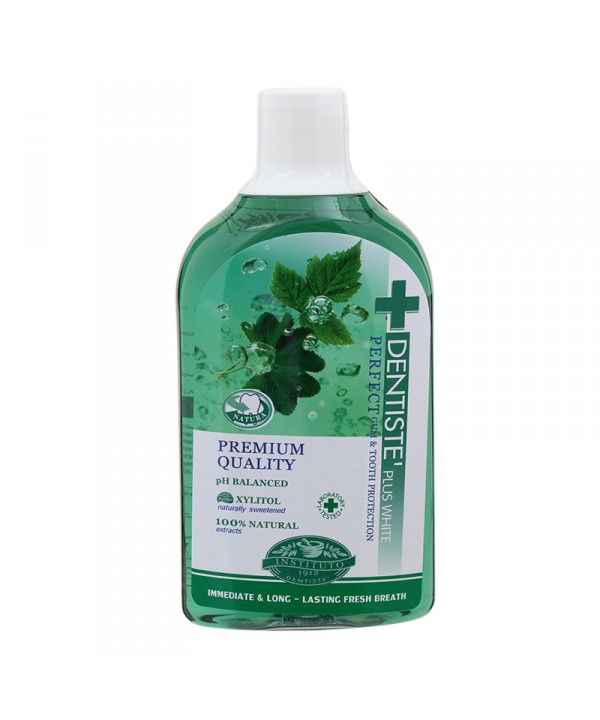 DENTISTE' PLUS WHITE
PERFECT GUM & TOOTH PROTECTION
NATURA
PREMIUM
QUALITY
pH BALANCED
XYLITOL
naturally sweetened
100% NATURAL
extracts
LABORATORY
TESTED
INSTITUTO
1912
DENTISTE'
IMMEDIATE & LONG - LASTING FRESH BREATH